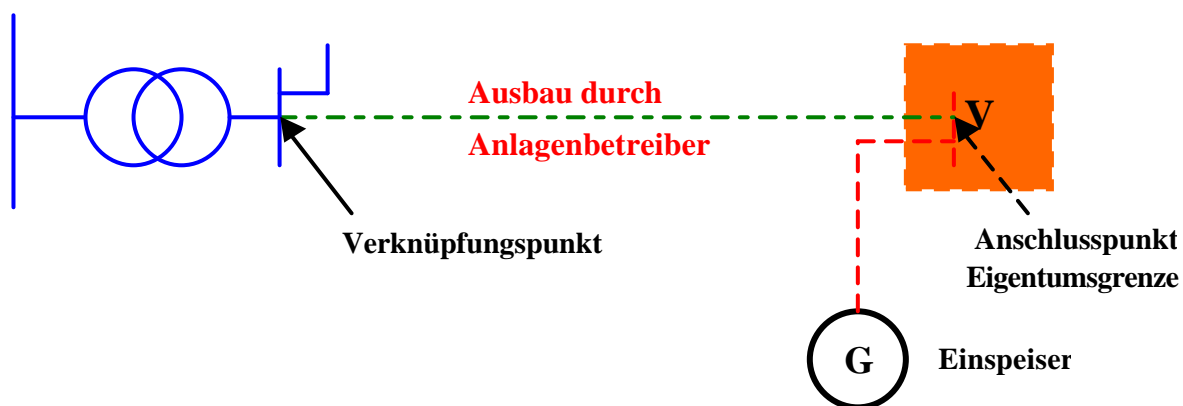 Ausbau durch
Anlagenbetreiber
V
Verknüpfungspunkt
Anschlusspunkt
Eigentumsgrenze
G
Einspeiser